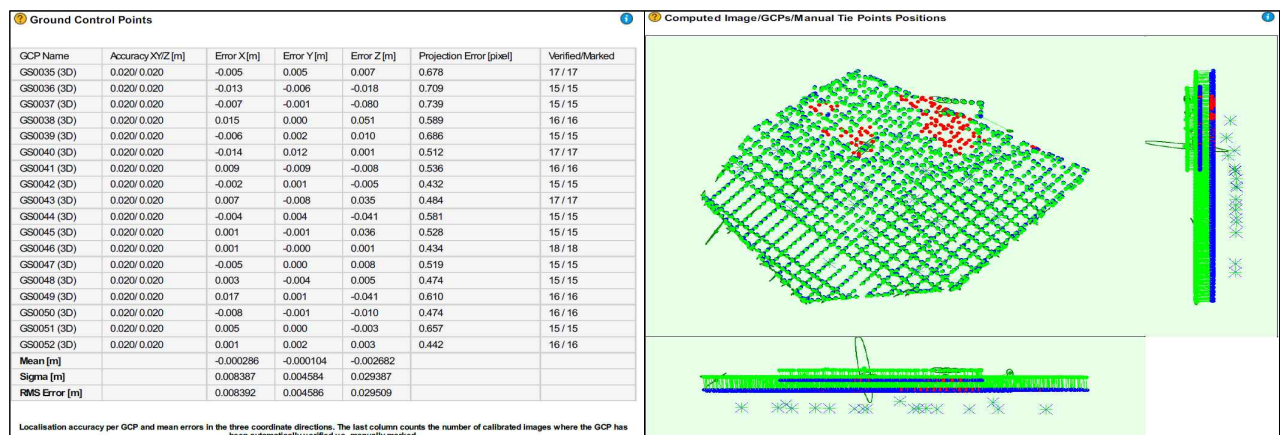 Ground Control Points
GCP Name Accuracy XY/Z [m] Error X [m] Error Y [m] Error Z [m] Projection Error [pixel] Verified/Marked
GS0035 (3D) 0.020/ 0.020 -0.005 0.005 0.007 0.678 17 / 17
GS0036 (3D) 0.020/ 0.020 -0.013 -0.006 -0.018 0.709 15 / 15
GS0037 (3D) 0.020/ 0.020 -0.007 -0.001 -0.080 0.739 15 / 15
GS0038 (3D) 0.020/ 0.020 0.015 0.000 0.051 0.589 16 / 16
GS0039 (3D) 0.020/ 0.020 -0.006 0.002 0.010 0.686 15 / 15
GS0040 (3D) 0.020/ 0.020 -0.014 0.012 0.001 0.512 17 / 17
GS0041 (3D) 0.020/ 0.020 0.009 -0.009 -0.008 0.536 16 / 16
GS0042 (3D) 0.020/ 0.020 -0.002 0.001 -0.005 0.432 15 / 15
GS0043 (3D) 0.020/ 0.020 0.007 -0.008 0.035 0.484 17 / 17
GS0044 (3D) 0.020/ 0.020 -0.004 0.004 -0.041 0.581 15 / 15
GS0045 (3D) 0.020/ 0.020 0.001 -0.001 0.036 0.528 15 / 15
GS0046 (3D) 0.020/ 0.020 0.001 -0.000 0.001 0.434 18 / 18
GS0047 (3D) 0.020/ 0.020 -0.005 0.000 0.008 0.519 15 / 15
GS0048 (3D) 0.020/ 0.020 0.003 -0.004 0.005 0.474 15 / 15
GS0049 (3D) 0.020/ 0.020 0.017 0.001 -0.041 0.610 16 / 16
GS0050 (3D) 0.020/ 0.020 -0.008 -0.001 -0.010 0.474 16 / 16
GS0051 (3D) 0.020/ 0.020 0.005 0.000 -0.003 0.657 15 / 15
GS0052 (3D) 0.020/ 0.020 0.001 0.002 0.003 0.442 16 / 16
Mean [m] -0.000286 -0.000104 -0.002682
Sigma [m] 0.008387 0.004584 0.029387
RMS Error [m] 0.008392 0.004586 0.029509
Localisation accuracy per GCP and mean errors in the three coordinate directions. The last column counts the number of calibrated images where the GCP has
Computed Image/GCPs/Manual Tie Points Positions